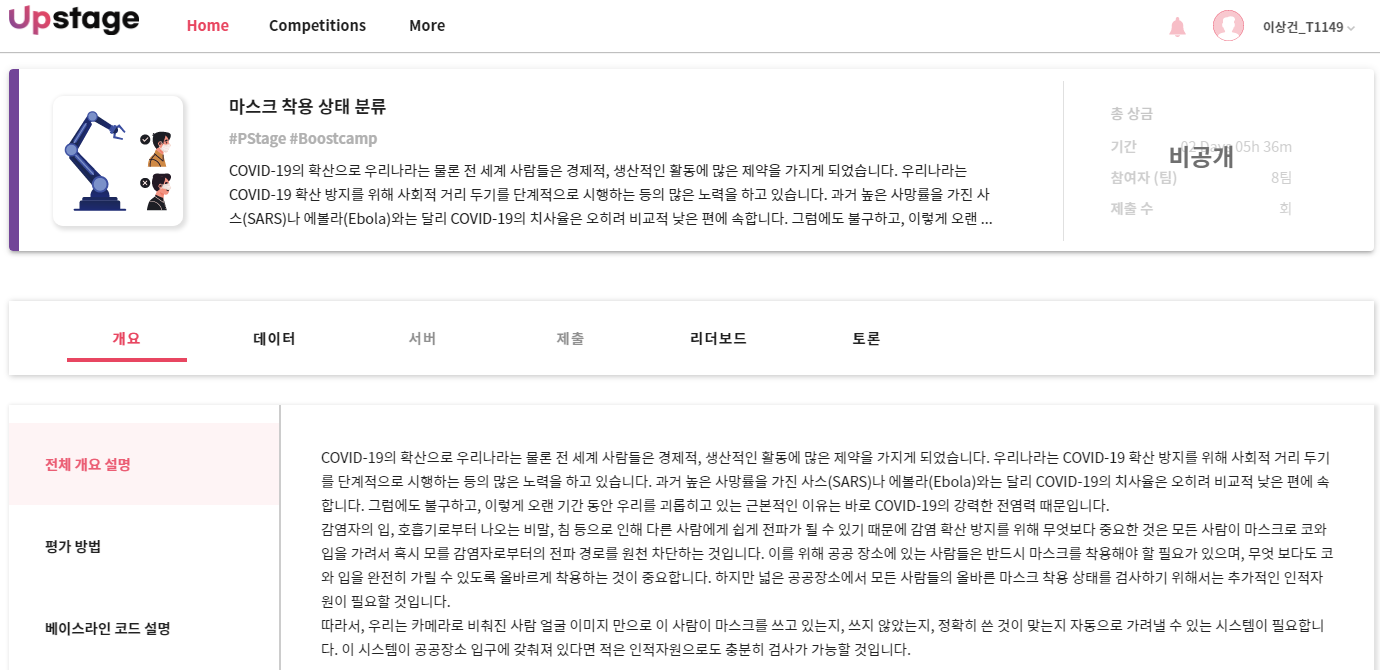 Upstage
Home Competitions More
이상건_T1149
마스크 착용 상태 분류
#PStage #Boostcamp
COVID-19의 확산으로 우리나라는 물론 전 세계 사람들은 경제적, 생산적인 활동에 많은 제약을 가지게 되었습니다. 우리나라는
COVID-19 확산 방지를 위해 사회적 거리 두기를 단계적으로 시행하는 등의 많은 노력을 하고 있습니다. 과거 높은 사망률을 가진 사
스(SARS)나 에볼라(Ebola)와는 달리 COVID-19의 치사율은 오히려 비교적 낮은 편에 속합니다. 그럼에도 불구하고, 이렇게 오랜 ...
총 상금
기간 02 Days 05h 36m
비공개
참여자 (팀) 8팀
제출 수 회
개요 데이터 서버 제출 리더보드 토론
전체 개요 설명
평가 방법
베이스라인 코드 설명
COVID-19의 확산으로 우리나라는 물론 전 세계 사람들은 경제적, 생산적인 활동에 많은 제약을 가지게 되었습니다. 우리나라는 COVID-19 확산 방지를 위해 사회적 거리 두기
를 단계적으로 시행하는 등의 많은 노력을 하고 있습니다. 과거 높은 사망률을 가진 사스(SARS)나 에볼라(Ebola)와는 달리 COVID-19의 치사율은 오히려 비교적 낮은 편에 속
합니다. 그럼에도 불구하고, 이렇게 오랜 기간 동안 우리를 괴롭히고 있는 근본적인 이유는 바로 COVID-19의 강력한 전염력 때문입니다.
감염자의 입, 호흡기로부터 나오는 비말, 침 등으로 인해 다른 사람에게 쉽게 전파가 될 수 있기 때문에 감염 확산 방지를 위해 무엇보다 중요한 것은 모든 사람이 마스크로 코와
입을 가려서 혹시 모를 감염자로부터의 전파 경로를 원천 차단하는 것입니다. 이를 위해 공공 장소에 있는 사람들은 반드시 마스크를 착용해야 할 필요가 있으며, 무엇 보다도 코
와 입을 완전히 가릴 수 있도록 올바르게 착용하는 것이 중요합니다. 하지만 넓은 공공장소에서 모든 사람들의 올바른 마스크 착용 상태를 검사하기 위해서는 추가적인 인적자
원이 필요할 것입니다.
따라서, 우리는 카메라로 비춰진 사람 얼굴 이미지 만으로 이 사람이 마스크를 쓰고 있는지, 쓰지 않았는지, 정확히 쓴 것이 맞는지 자동으로 가려낼 수 있는 시스템이 필요합니
다. 이 시스템이 공공장소 입구에 갖춰져 있다면 적은 인적자원으로도 충분히 검사가 가능할 것입니다.